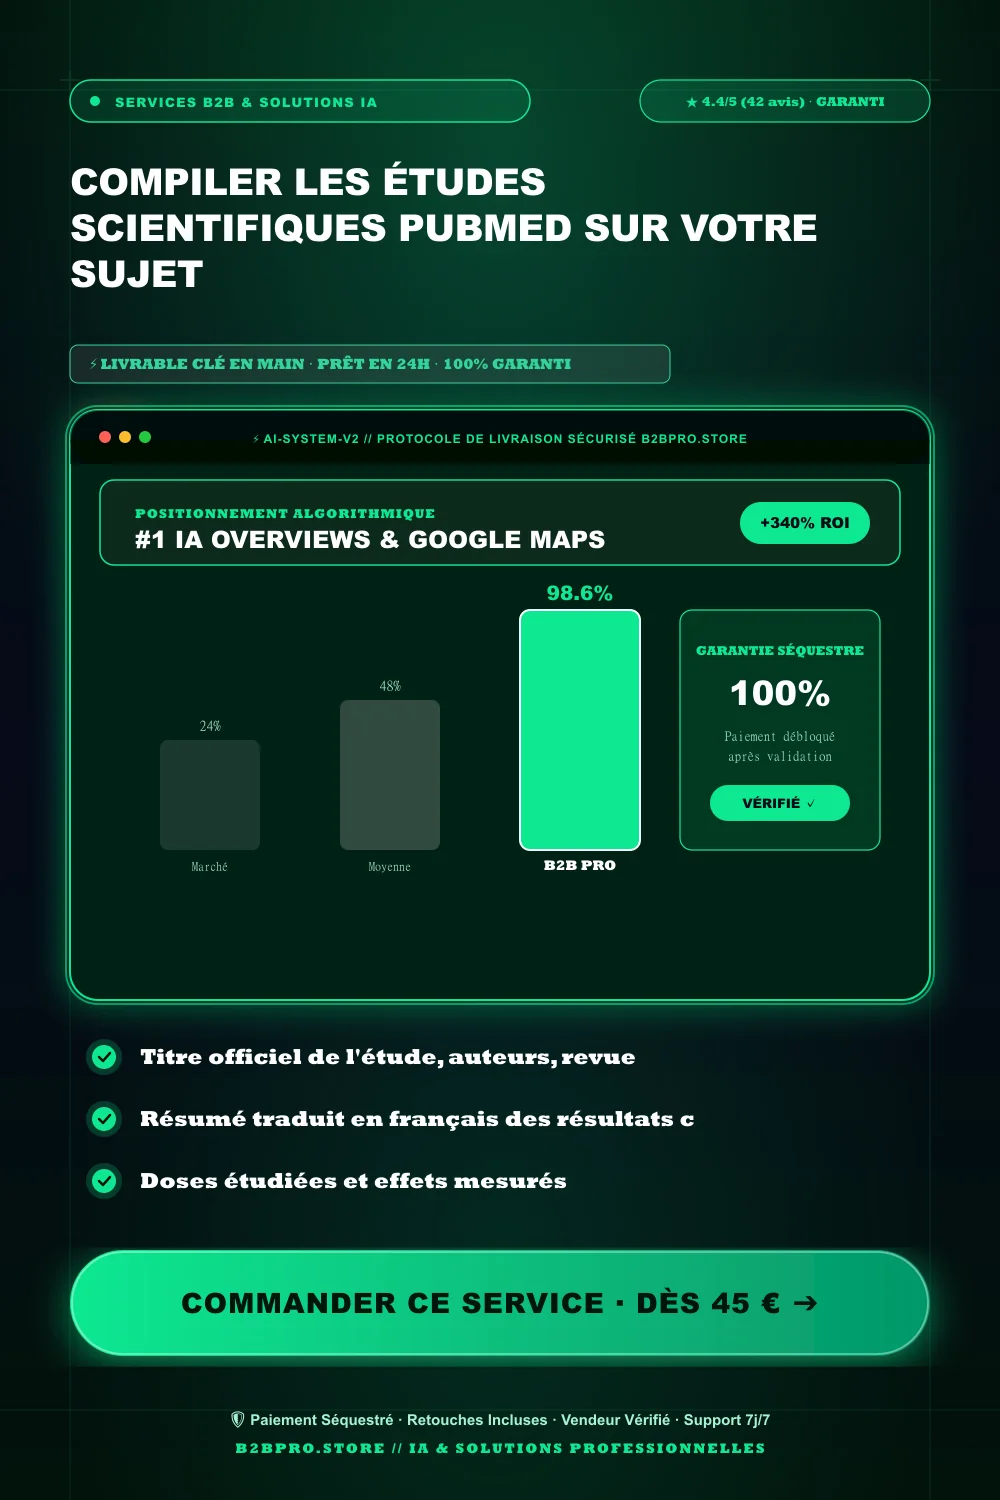 SERVICES B2B & SOLUTIONS IA
★ 4.4/5 (42 avis) · GARANTI
COMPILER LES ÉTUDES
SCIENTIFIQUES PUBMED SUR VOTRE
SUJET
⚡ LIVRABLE CLÉ EN MAIN · PRÊT EN 24H · 100% GARANTI
⚡ AI-SYSTEM-V2 // PROTOCOLE DE LIVRAISON SÉCURISÉ B2BPRO.STORE
POSITIONNEMENT ALGORITHMIQUE
#1 IA OVERVIEWS & GOOGLE MAPS
+340% ROI
98.6%
48%
24%
Marché
Moyenne
B2B PRO
GARANTIE SÉQUESTRE
100%
Paiement débloqué
après validation
VÉRIFIÉ ✓
Titre officiel de l'étude, auteurs, revue
Résumé traduit en français des résultats c
Doses étudiées et effets mesurés
COMMANDER CE SERVICE · DÈS 45 € ➔
🛡 Paiement Séquestré · Retouches Incluses · Vendeur Vérifié · Support 7j/7
B2BPRO.STORE // IA & SOLUTIONS PROFESSIONNELLES